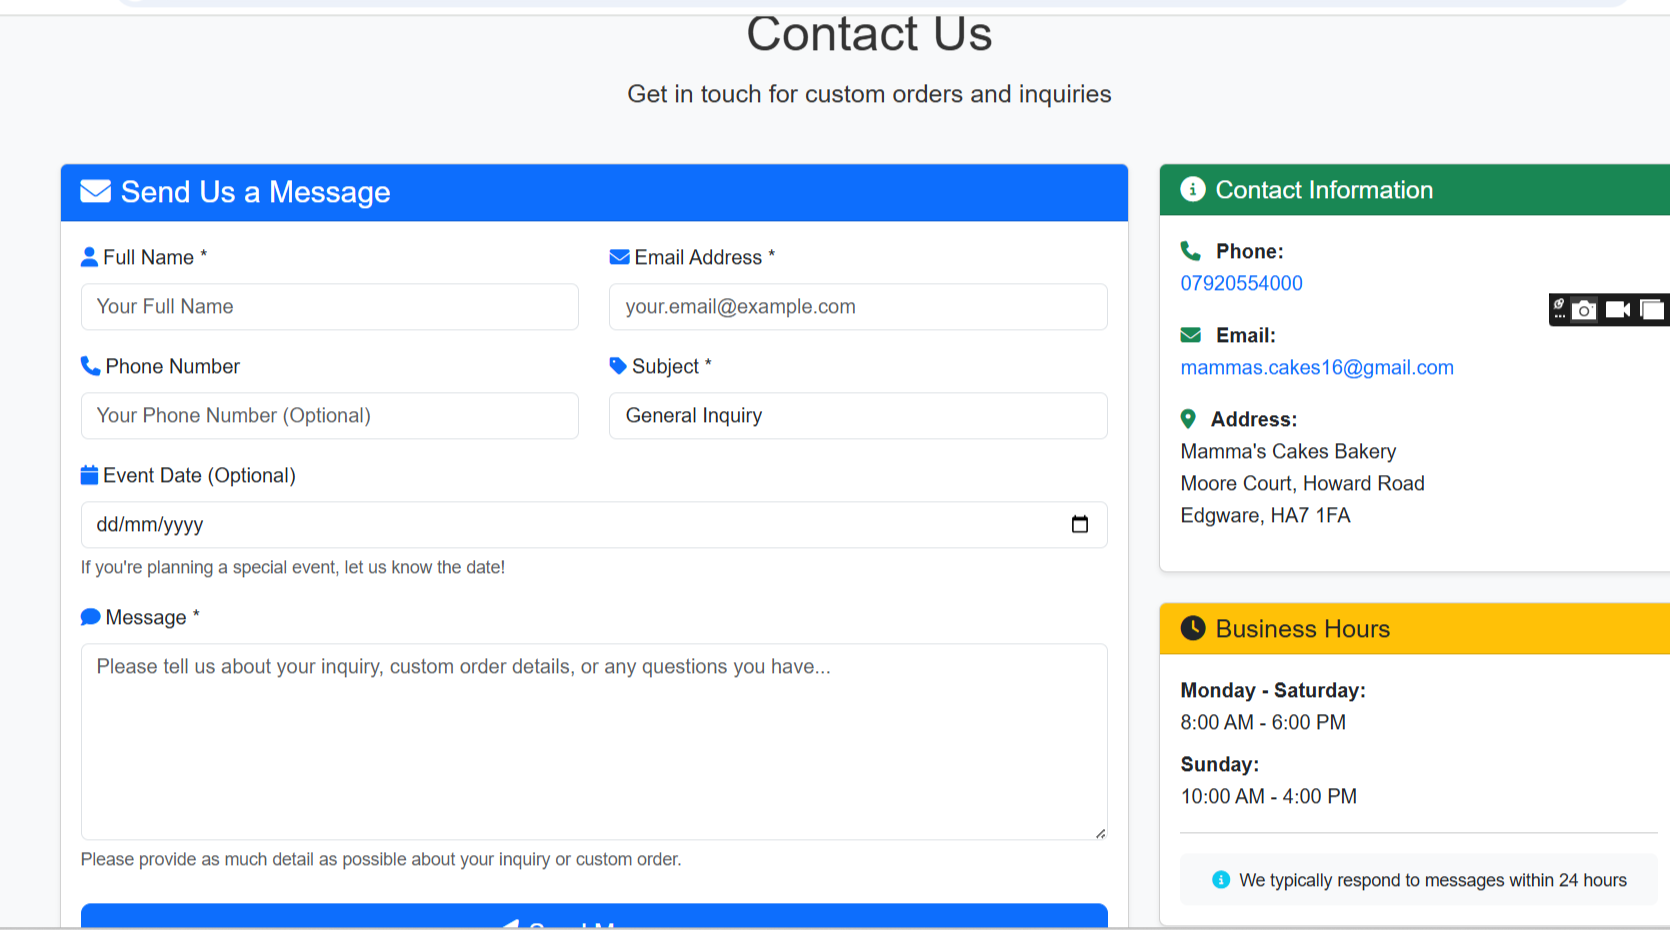 Contact Us
Get in touch for custom orders and inquiries
Send Us a Message
Full Name *
Email Address *
Your Full Name
your.email@example.com
Phone Number
Subject *
Your Phone Number (Optional)
General Inquiry
Event Date (Optional)
dd/mm/yyyy
If you're planning a special event, let us know the date!
Message *
Please tell us about your inquiry, custom order details, or any questions you have...
Please provide as much detail as possible about your inquiry or custom order.
Contact Information
Phone:
07920554000
Email:
mammas.cakes16@gmail.com
Address:
Mamma's Cakes Bakery
Moore Court, Howard Road
Edgware, HA7 1FA
Business Hours
Monday - Saturday:
8:00 AM - 6:00 PM
Sunday:
10:00 AM - 4:00 PM
We typically respond to messages within 24 hours